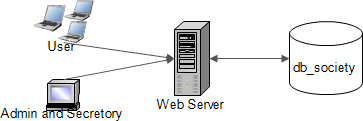 User
db_society
Web Server
Admin and Secretory